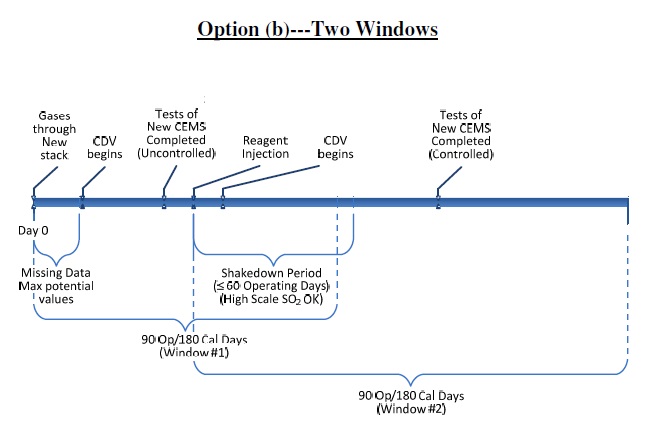 Option (b)---Two Windows
Gases
through
New
stack
CDV
begins
Tests of
New CEMS
Completed
(Uncontrolled)
Reagent
Injection
CDV
begins
Tests of
New CEMS
Completed
(Controlled)
Day 0
Missing Data
Max potential
values
Shakedown Period
(≤ 60 Operating Days)
(High Scale SO₂ OK)
90 Op/180 Cal Days
(Window #1)
90 Op/180 Cal Days
(Window #2)